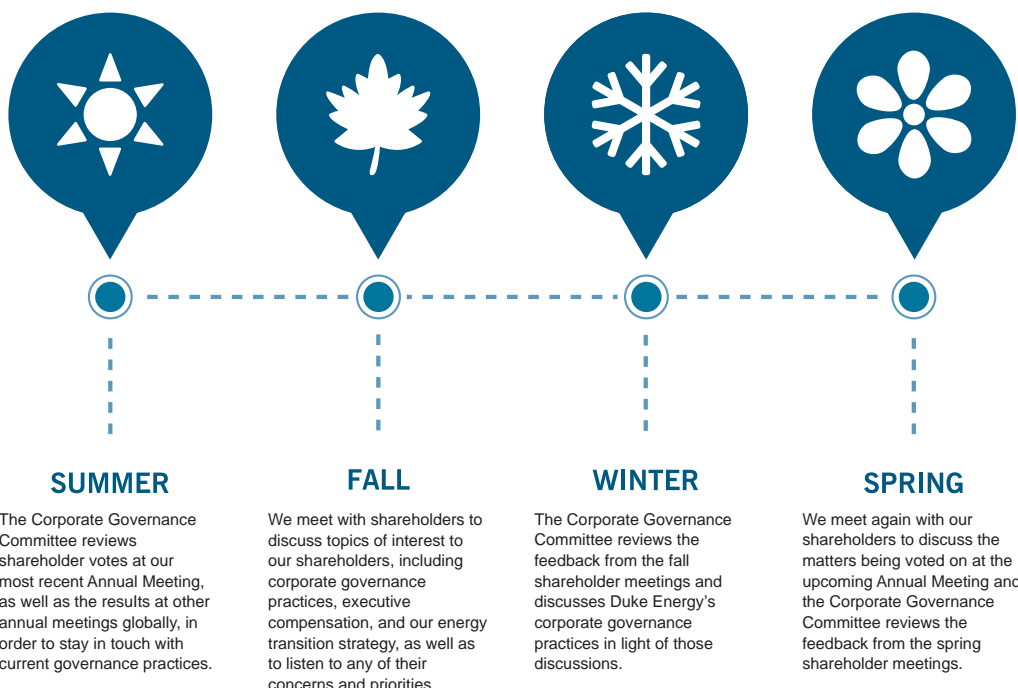 SUMMER
The Corporate Governance
Committee reviews
shareholder votes at our
most recent Annual Meeting,
as well as the results at other
annual meetings globally, in
order to stay in touch with
current governance practices.
FALL
We meet with shareholders to
discuss topics of interest to
our shareholders, including
corporate governance
practices, executive
compensation, and our energy
transition strategy, as well as
to listen to any of their
concerns and priorities
WINTER
The Corporate Governance
Committee reviews the
feedback from the fall
shareholder meetings and
discusses Duke Energy’s
corporate governance
practices in light of those
discussions.
SPRING
We meet again with our
shareholders to discuss the
matters being voted on at the
upcoming Annual Meeting and
the Corporate Governance
Committee reviews the
feedback from the spring
shareholder meetings.